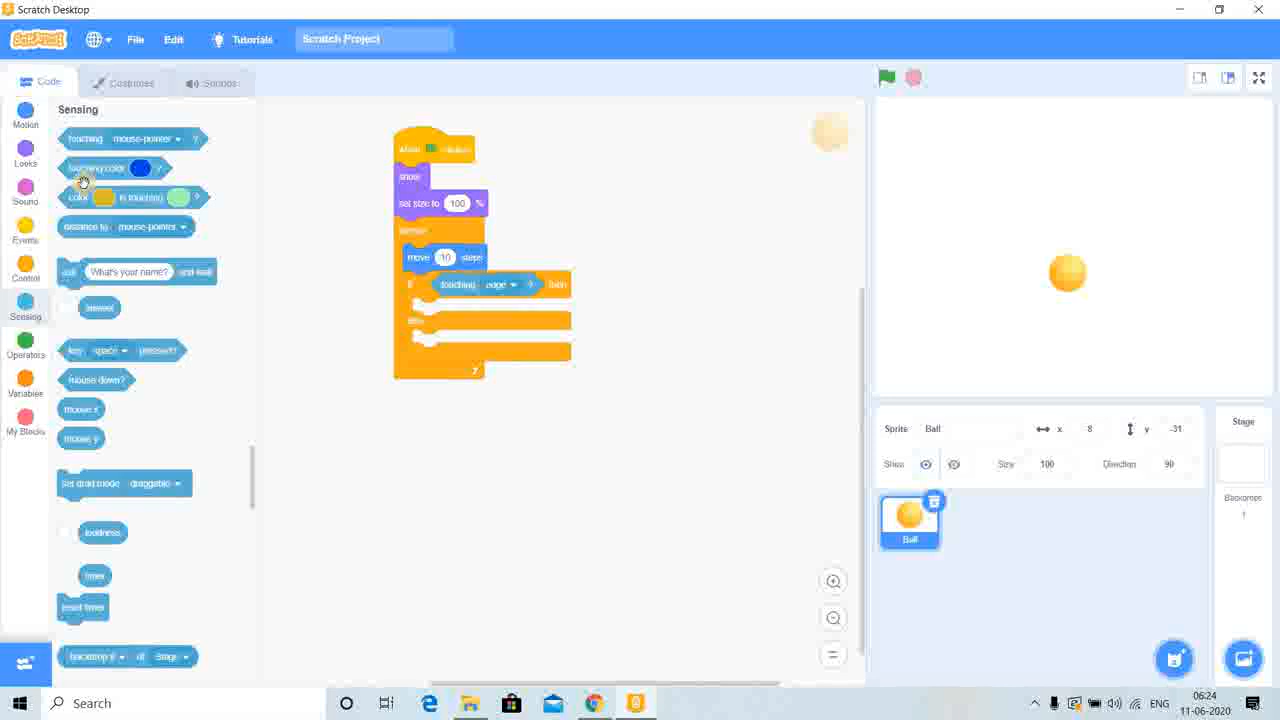 Scratch Desktop
SCRATCH File Edit Tutorials Scratch Project
Code Costumes Sounds
Motion
Looks
Sound
Events
Control
Sensing
Operators
Variables
My Blocks
Sensing
touching mouse-pointer ?
touching color ?
color is touching ?
distance to mouse-pointer
ask What's your name? and wait
answer
key space pressed?
mouse down?
mouse x
mouse y
set drag mode draggable
loudness
timer
reset timer
backdrop # of Stage
when clicked
show
set size to 100 %
forever
move 10 steps
if touching edge ? then
else
Sprite Ball x 8 y -31
Show Size 100 Direction 90
Ball
Stage
Backdrops
1
Search
ENG
06:24
11-06-2020